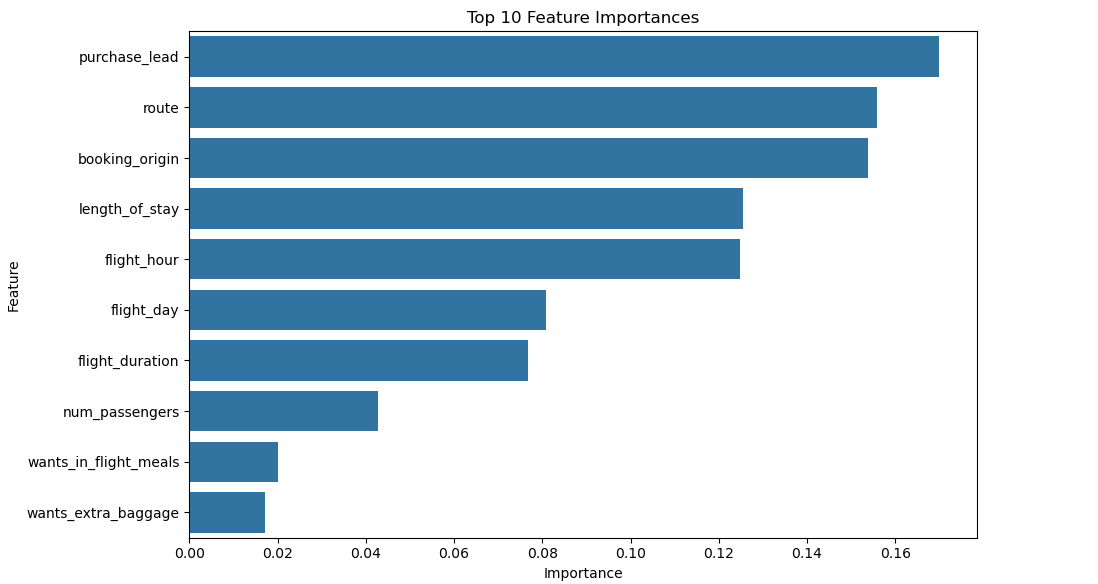 Top 10 Feature Importances
purchase_lead
route
booking_origin
length_of_stay
flight_hour
flight_day
flight_duration
num_passengers
wants_in_flight_meals
wants_extra_baggage
Feature
0.00 0.02 0.04 0.06 0.08 0.10 0.12 0.14 0.16
Importance